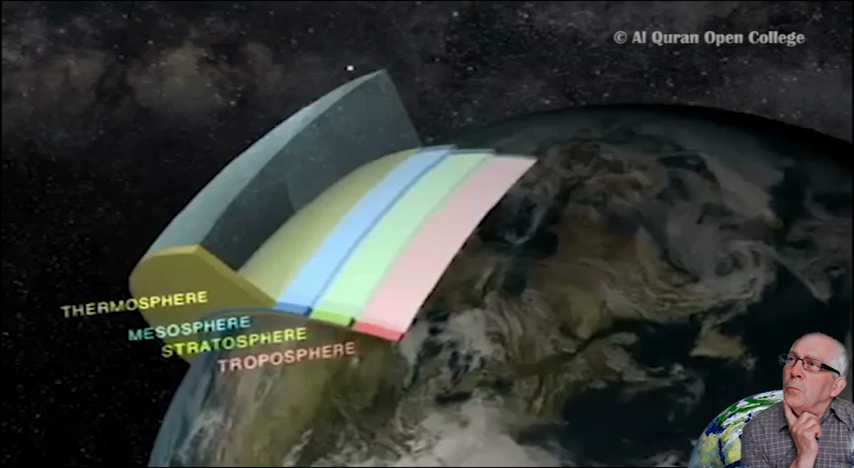 © Al Quran Open College
THERMOSPHERE
MESOSPHERE
STRATOSPHERE
TROPOSPHERE